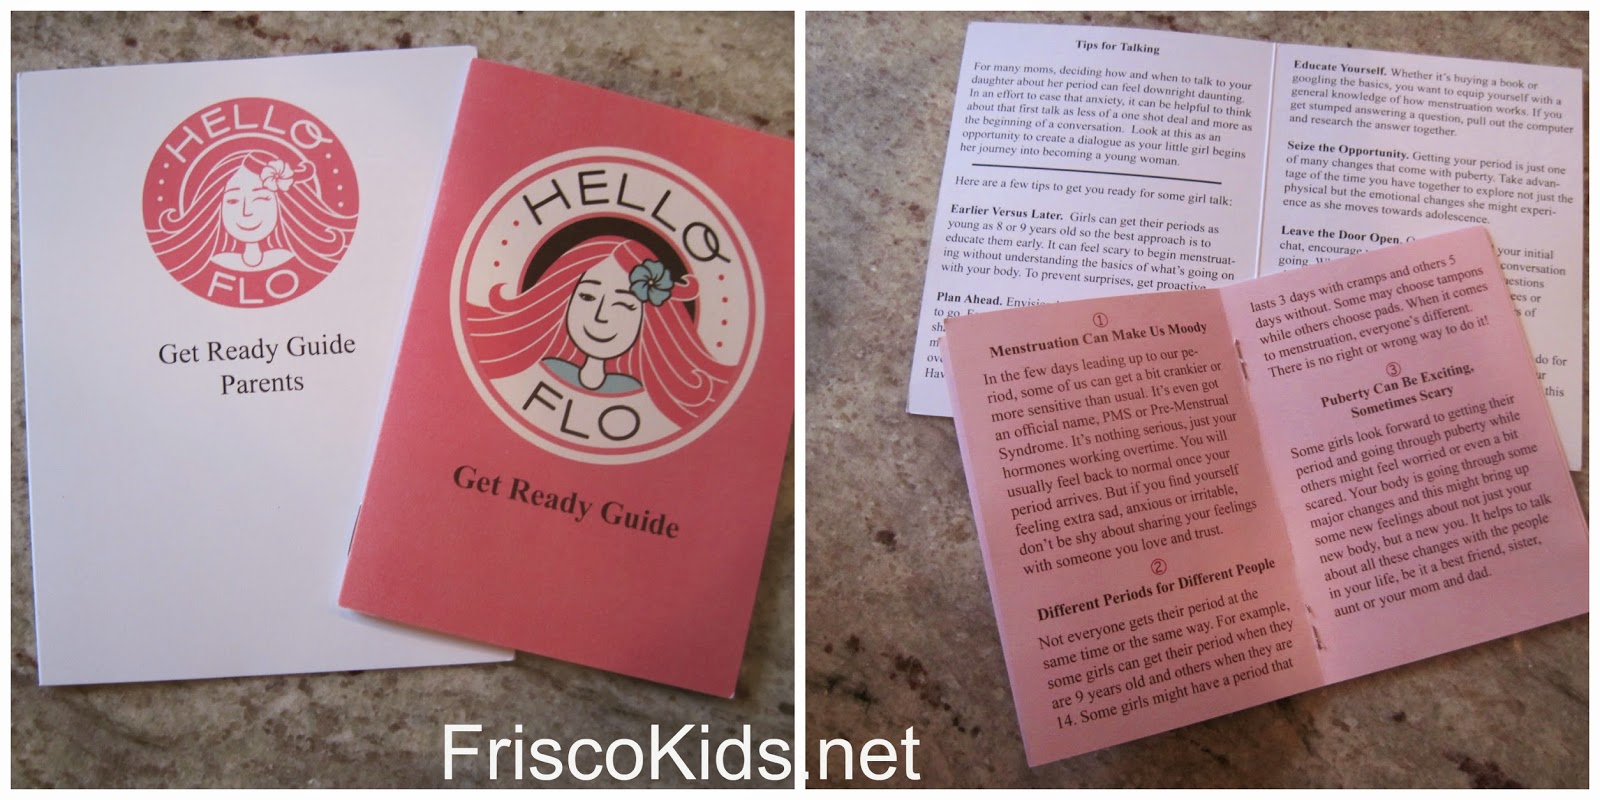 HELLO
FLO
Get Ready Guide
Parents
HELLO
FLO
Get Ready Guide
Tips for Talking
For many moms, deciding how and when to talk to your
daughter about her period can feel downright daunting.
In an effort to ease that anxiety, it can be helpful to think
about that first talk as less of a one shot deal and more as
the beginning of a conversation. Look at this as an
opportunity to create a dialogue as your little girl begins
her journey into becoming a young woman.
Here are a few tips to get you ready for some girl talk:
Earlier Versus Later. Girls can get their periods as
young as 8 or 9 years old so the best approach is to
educate them early. It can feel scary to begin menstruat-
ing without understanding the basics of what's going on
with your body. To prevent surprises, get proactive
Plan Ahead.
to go.
Educate Yourself. Whether it's buying a book or
googling the basics, you want to equip yourself with a
general knowledge of how menstruation works. If you
get stumped answering a question, pull out the computer
and research the answer together.
Seize the Opportunity. Getting your period is just one
of many changes that come with puberty. Take advan-
tage of the time you have together to explore not just the
physical but the emotional changes she might experi-
ence as she moves towards adolescence.
Leave the Door Open. your initial
chat, encourage
going. conversation
or
of
do for
this
1
Menstruation Can Make Us Moody
In the few days leading up to our pe-
riod, some of us can get a bit crankier or
more sensitive than usual. It's even got
an official name, PMS or Pre-Menstrual
Syndrome. It's nothing serious, just your
hormones working overtime. You will
usually feel back to normal once your
period arrives. But if you find yourself
feeling extra sad, anxious or irritable,
don't be shy about sharing your feelings
with someone you love and trust.
2
Different Periods for Different People
Not everyone gets their period at the
same time or the same way. For example,
some girls can get their period when they
are 9 years old and others when they are
14. Some girls might have a period that
lasts 3 days with cramps and others 5
days without. Some may choose tampons
while others choose pads. When it comes
to menstruation, everyone's different.
There is no right or wrong way to do it!
3
Puberty Can Be Exciting,
Sometimes Scary
Some girls look forward to getting their
period and going through puberty while
others might feel worried or even a bit
scared. Your body is going through some
major changes and this might bring up
some new feelings about not just your
new body, but a new you. It helps to talk
about all these changes with the people
in your life, be it a best friend, sister,
aunt or your mom and dad.
FriscoKids.net